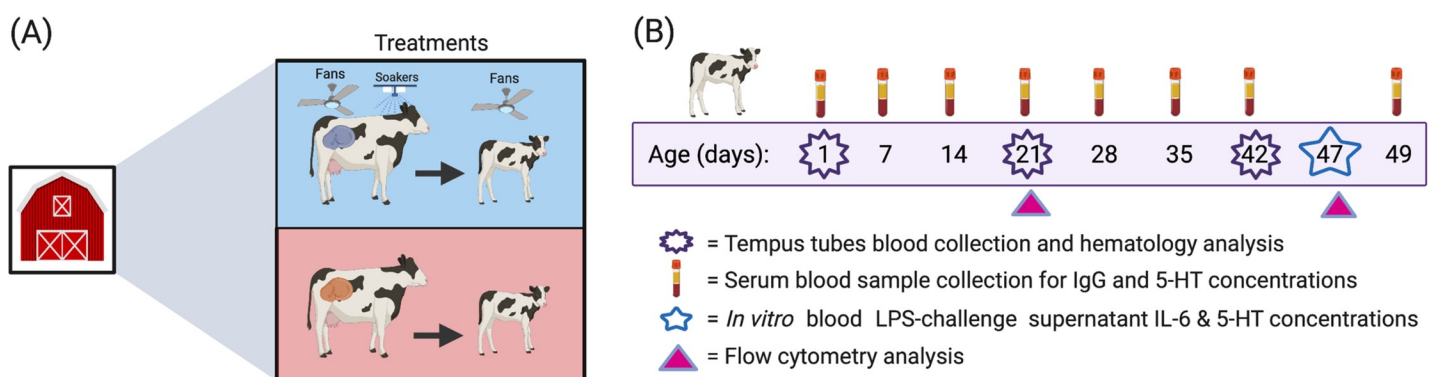 (A)
Treatments
Fans
Soakers
Fans
(B)
Age (days): 1 7 14 21 28 35 42 47 49
= Tempus tubes blood collection and hematology analysis
= Serum blood sample collection for IgG and 5-HT concentrations
= In vitro blood LPS-challenge supernatant IL-6 & 5-HT concentrations
= Flow cytometry analysis